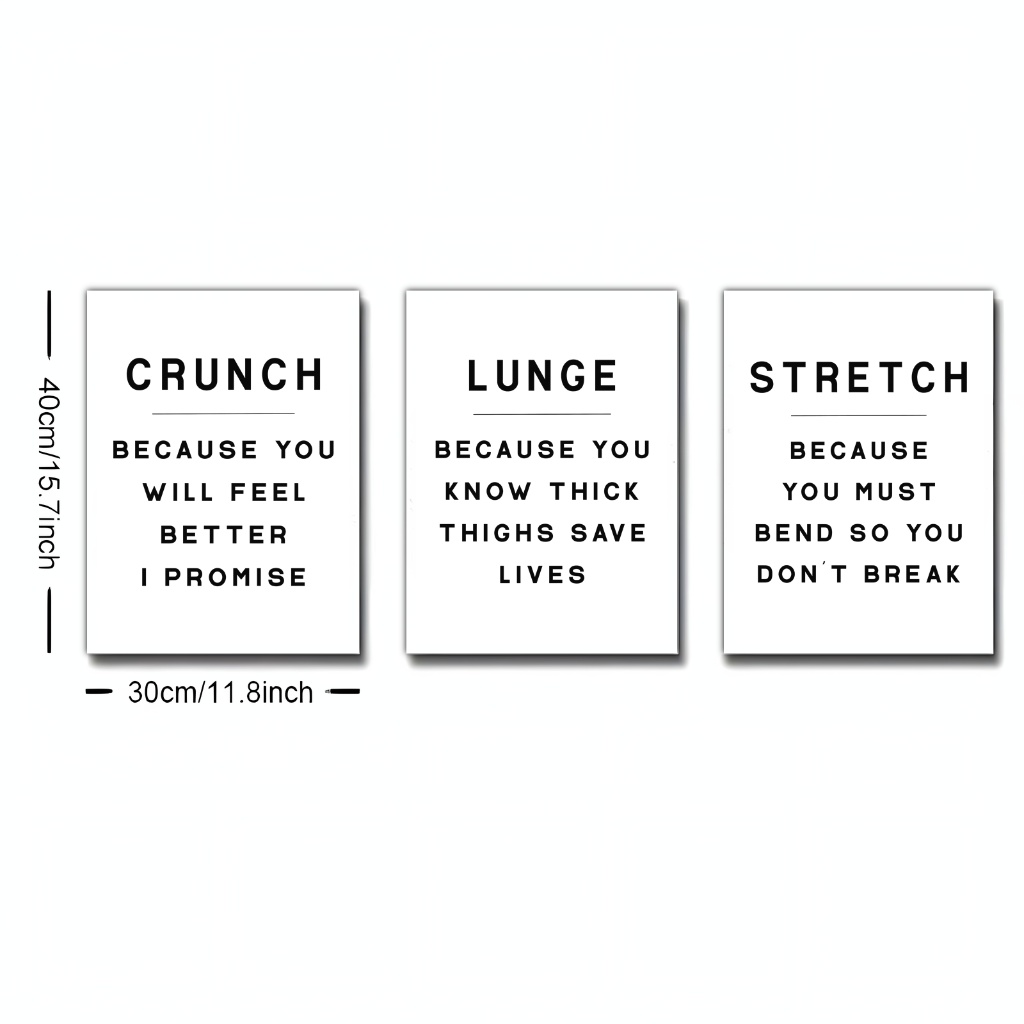 40cm/15.7inch
CRUNCH
BECAUSE YOU
WILL FEEL
BETTER
I PROMISE
LUNGE
BECAUSE YOU
KNOW THICK
THIGHS SAVE
LIVES
STRETCH
BECAUSE
YOU MUST
BEND SO YOU
DON'T BREAK
30cm/11.8inch